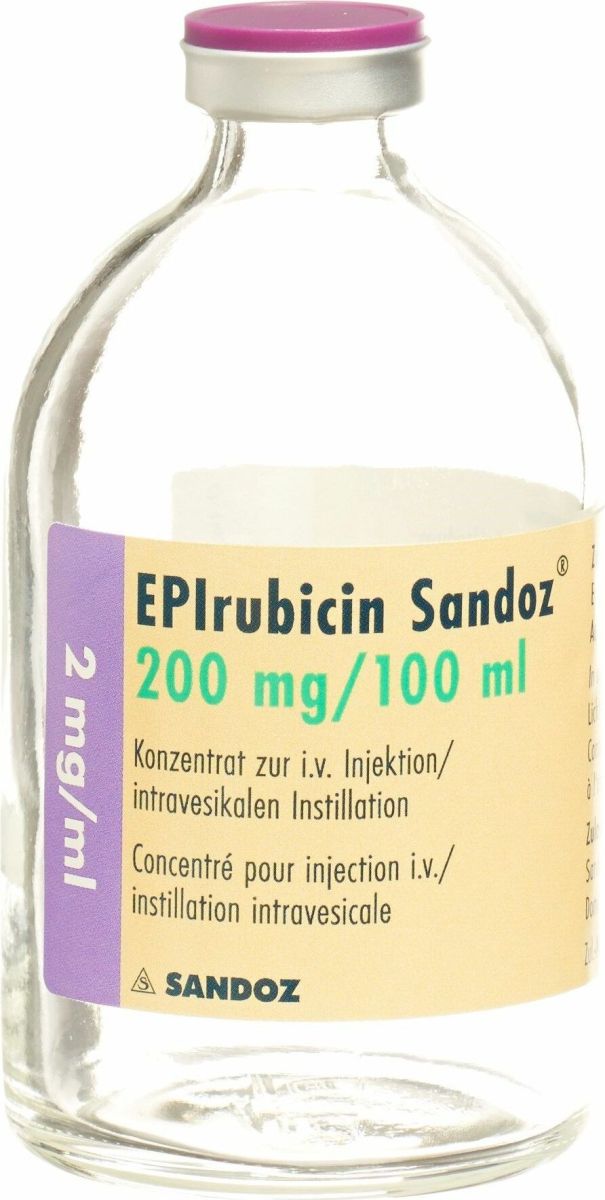 EPIrubicin Sandoz®
200 mg/100 ml
Konzentrat zur i.v. Injektion/
intravesikalen Instillation
Concentré pour injection i.v./
instillation intravesicale
S SANDOZ
2 mg/ml